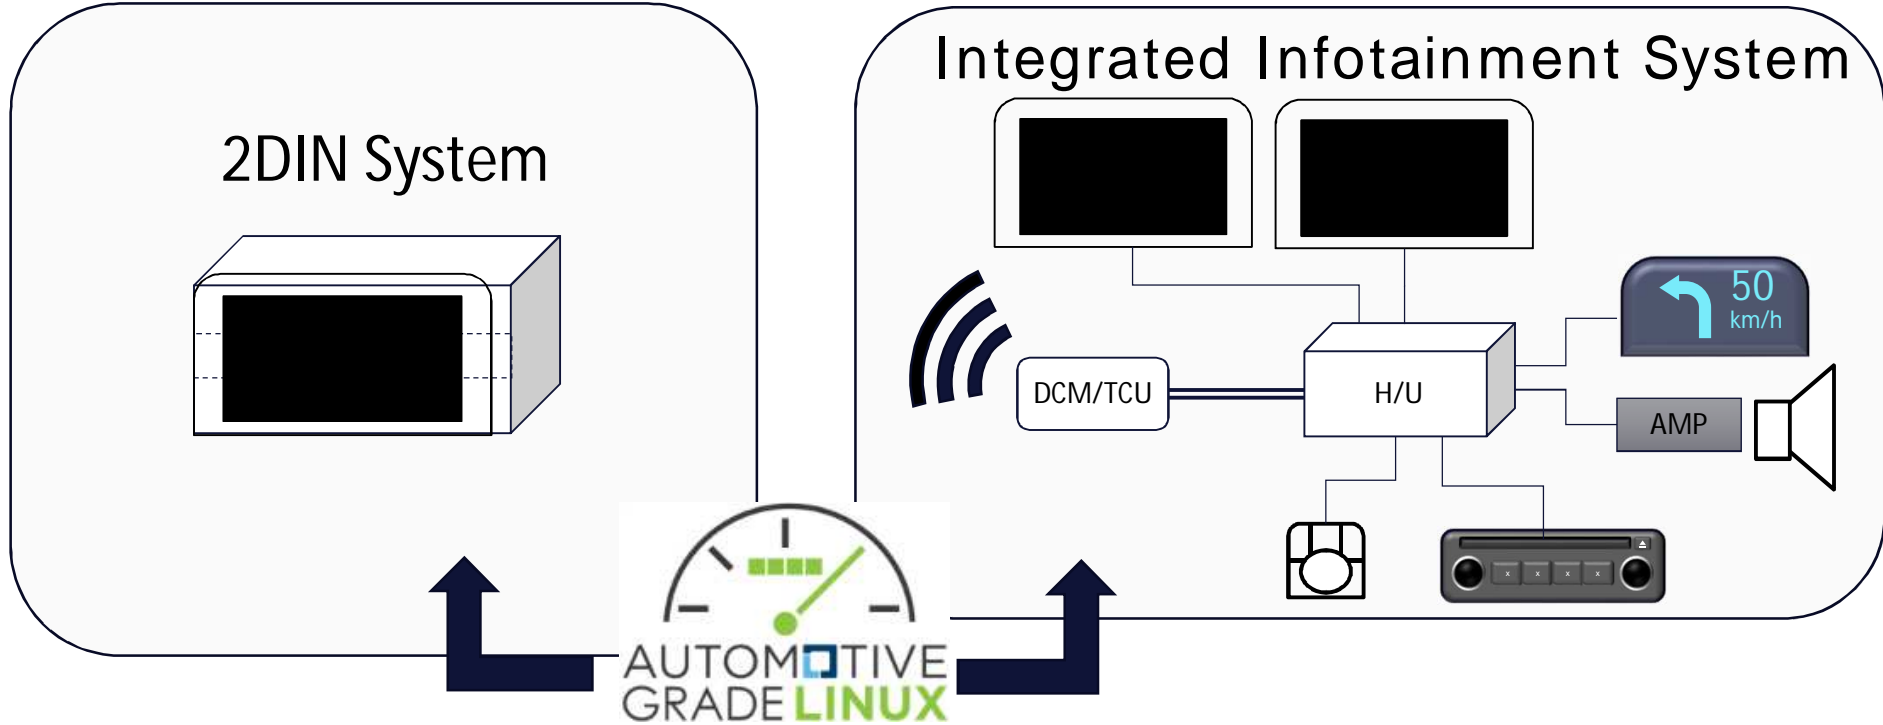 2DIN System
Integrated Infotainment System
50
km/h
DCM/TCU
H/U
AMP
x x x x
AUTOMOTIVE
GRADE LINUX